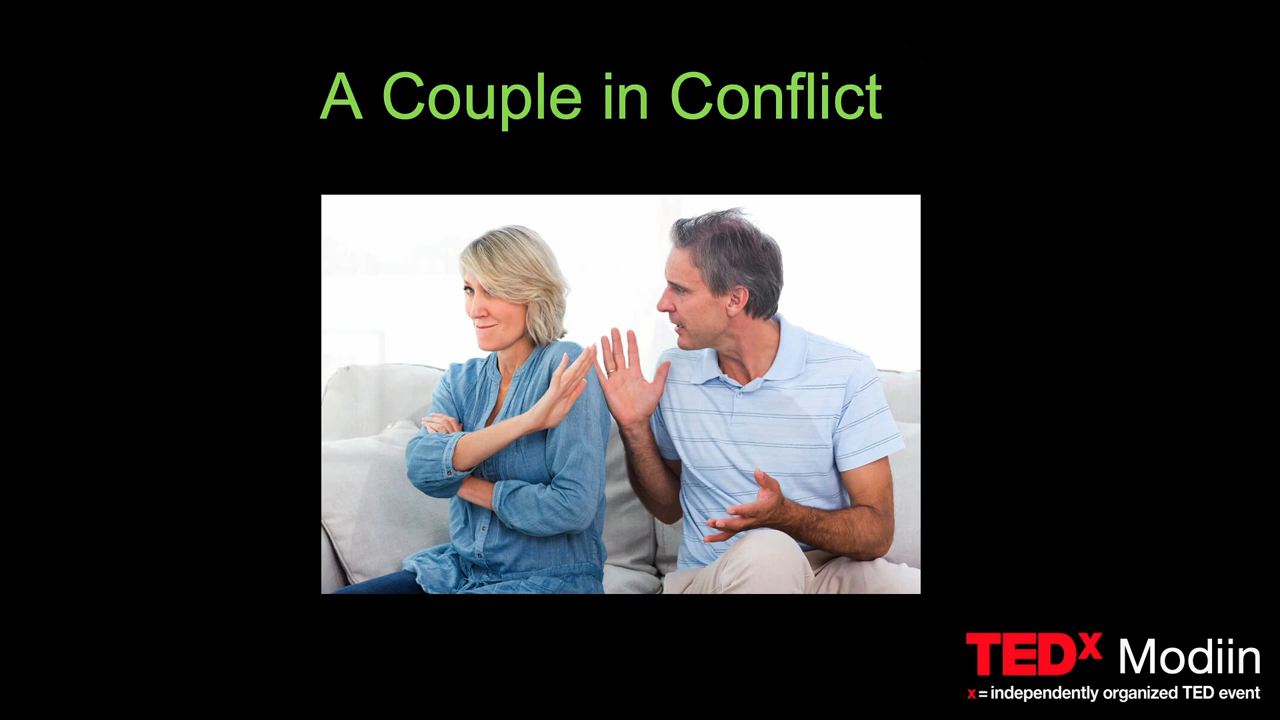 A Couple in Conflict
TEDx Modiin
x = independently organized TED event